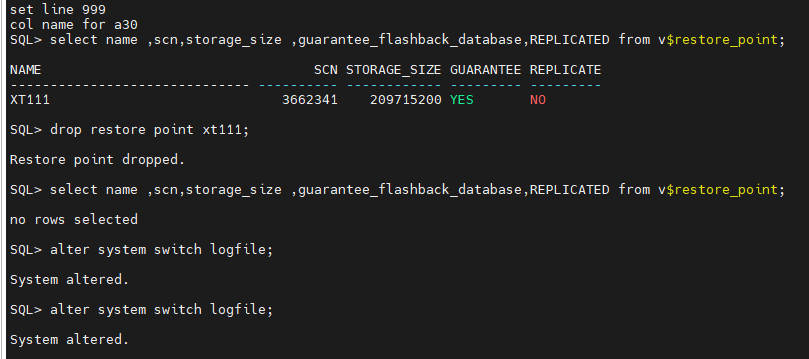 set line 999
col name for a30
SQL> select name ,scn,storage_size ,guarantee_flashback_database,REPLICATED from v$restore_point;
NAME                                  SCN STORAGE_SIZE GUARANTEE REPLICATE
------------------------------ ---------- ------------ --------- ---------
XT111                             3662341    209715200 YES       NO
SQL> drop restore point xt111;
Restore point dropped.
SQL> select name ,scn,storage_size ,guarantee_flashback_database,REPLICATED from v$restore_point;
no rows selected
SQL> alter system switch logfile;
System altered.
SQL> alter system switch logfile;
System altered.